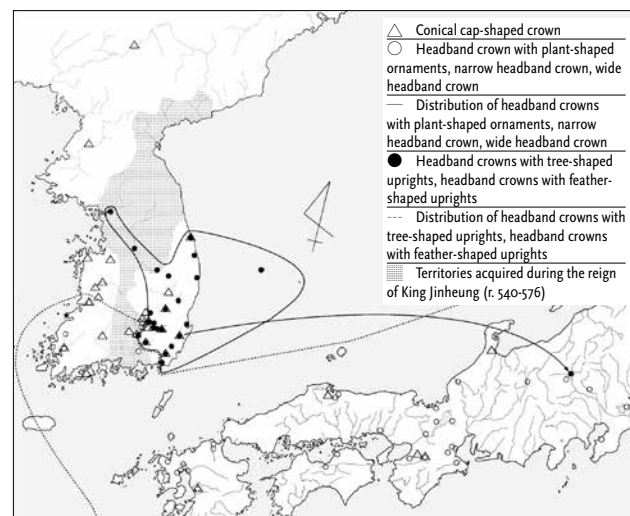 Conical cap-shaped crown
Headband crown with plant-shaped
ornaments, narrow headband crown, wide
headband crown
Distribution of headband crowns
with plant-shaped ornaments, narrow
headband crown, wide headband crown
Headband crowns with tree-shaped
uprights, headband crowns with feather-
shaped uprights
Distribution of headband crowns with
tree-shaped uprights, headband crowns
with feather-shaped uprights
Territories acquired during the reign
of King Jinheung (r. 540-576)